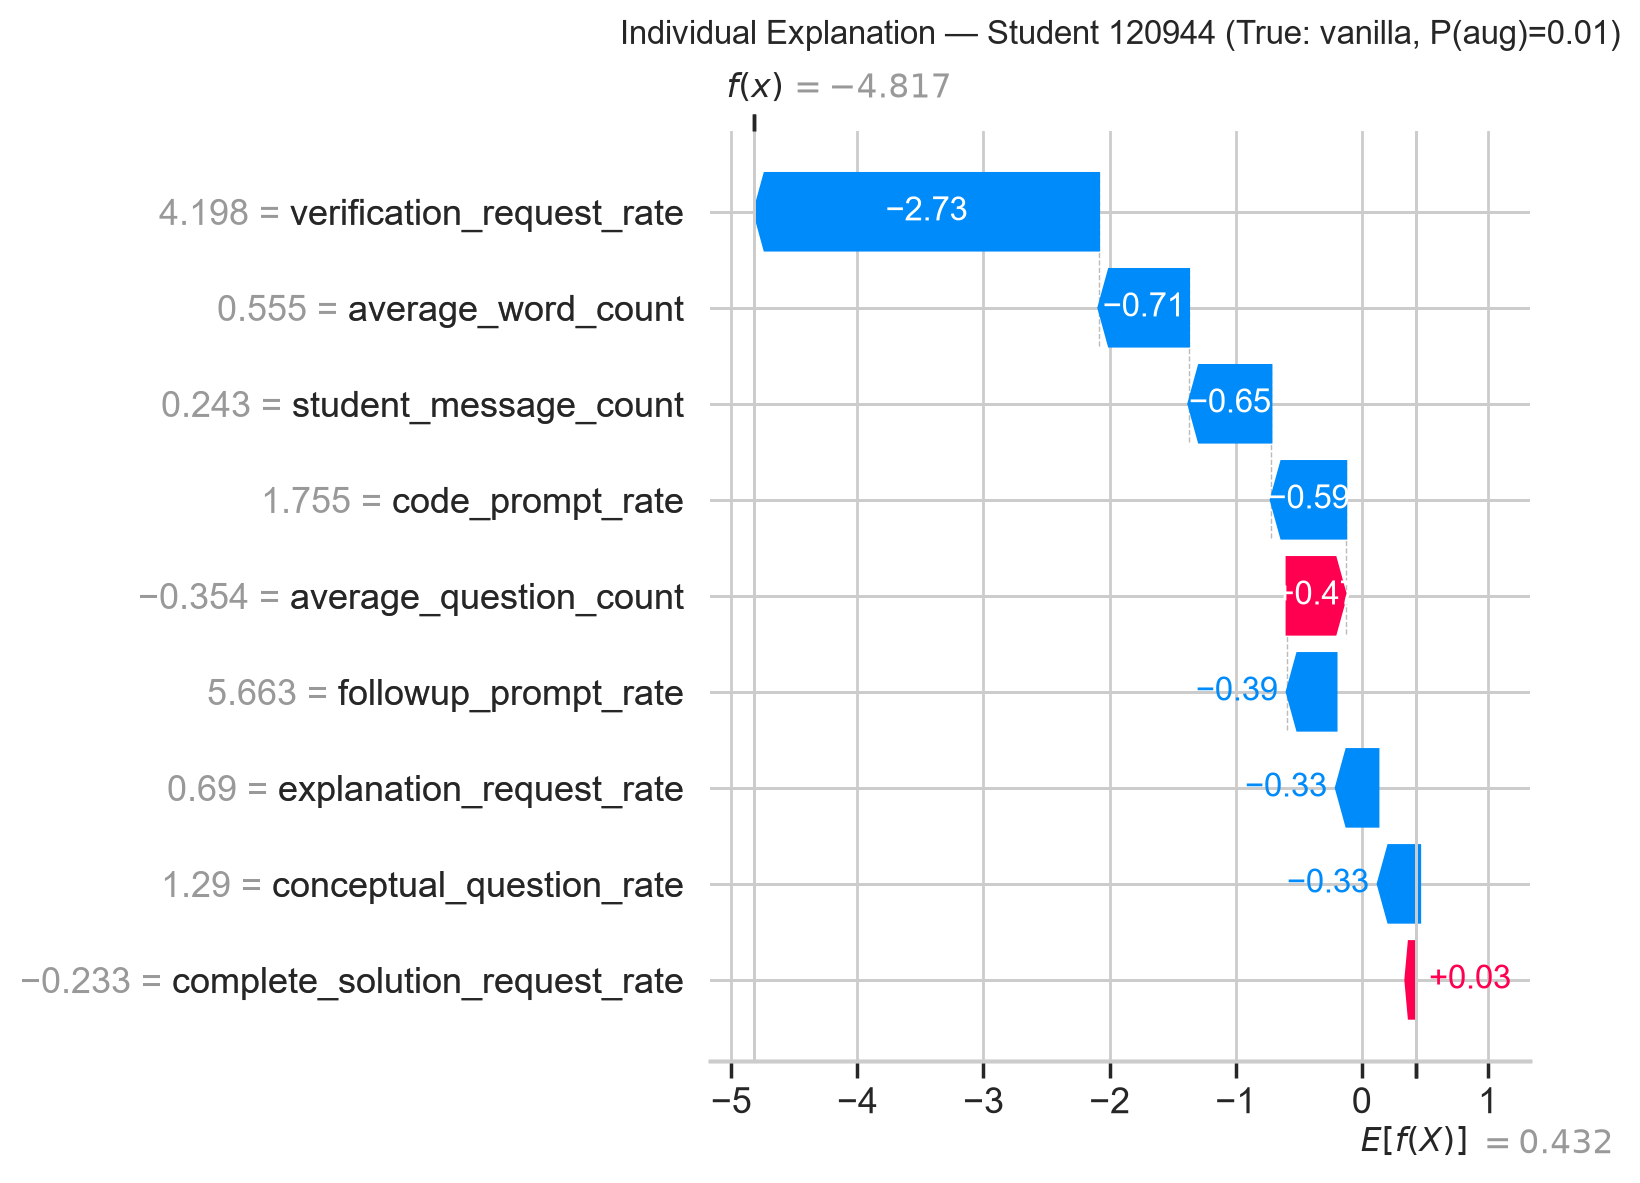 Individual Explanation — Student 120944 (True: vanilla, P(aug)=0.01)
f(x) = −4.817
4.198 = verification_request_rate
−2.73
0.555 = average_word_count
−0.71
0.243 = student_message_count
−0.65
1.755 = code_prompt_rate
−0.59
−0.354 = average_question_count
5.663 = followup_prompt_rate
−0.39
0.69 = explanation_request_rate
−0.33
1.29 = conceptual_question_rate
−0.33
−0.233 = complete_solution_request_rate
+0.03
−5 −4 −3 −2 −1 0 1
E[f(X)] = 0.432